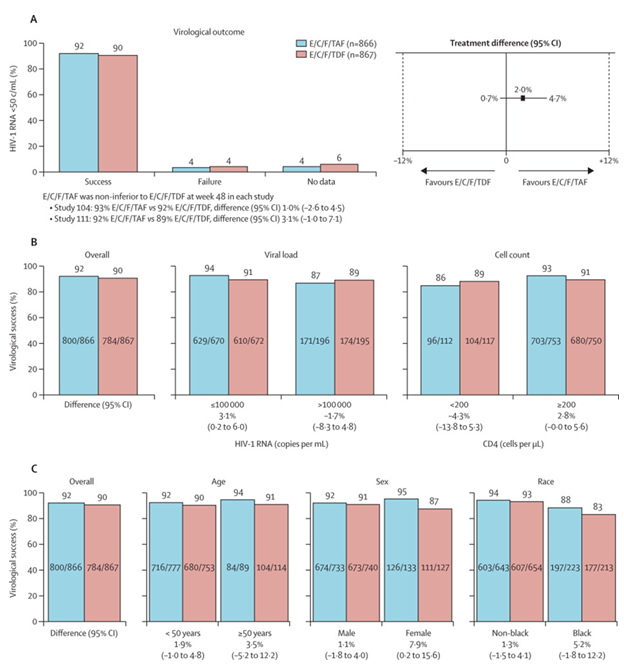 A
Virological outcome
E/C/F/TAF (n=866)
E/C/F/TDF (n=867)
HIV-1 RNA <50 c/mL (%)
100
80
60
40
20
0
92
90
4
4
4
6
Success
Failure
No data
Treatment difference (95% CI)
2·0%
0·7%
4·7%
−12%
0
+12%
Favours E/C/F/TDF
Favours E/C/F/TAF
E/C/F/TAF was non-inferior to E/C/F/TDF at week 48 in each study
• Study 104: 93% E/C/F/TAF vs 92% E/C/F/TDF, difference (95% CI) 1·0% (−2·6 to 4·5)
• Study 111: 92% E/C/F/TAF vs 89% E/C/F/TDF, difference (95% CI) 3·1% (−1·0 to 7·1)
B
Overall
Viral load
Cell count
Virological success (%)
100
80
60
40
20
0
92
90
94
91
87
89
86
89
93
91
800/866
784/867
629/670
610/672
171/196
174/195
96/112
104/117
703/753
680/750
Difference (95% CI)
≤100 000
3·1%
(0·2 to 6·0)
>100 000
−1·7%
(−8·3 to 4·8)
HIV-1 RNA (copies per mL)
<200
−4·3%
(−13·8 to 5·3)
≥200
2·8%
(−0·0 to 5·6)
CD4 (cells per µL)
C
Overall
Age
Sex
Race
Virological success (%)
100
80
60
40
20
0
92
90
92
90
94
91
92
91
95
87
94
93
88
83
800/866
784/867
716/777
680/753
84/89
104/114
674/733
673/740
126/133
111/127
603/643
607/654
197/223
177/213
Difference (95% CI)
< 50 years
1·9%
(−1·0 to 4·8)
≥50 years
3·5%
(−5·2 to 12·2)
Male
1·1%
(−1·8 to 4·0)
Female
7·9%
(0·2 to 15·6)
Non-black
1·3%
(−1·5 to 4·1)
Black
5·2%
(−1·8 to 12·2)